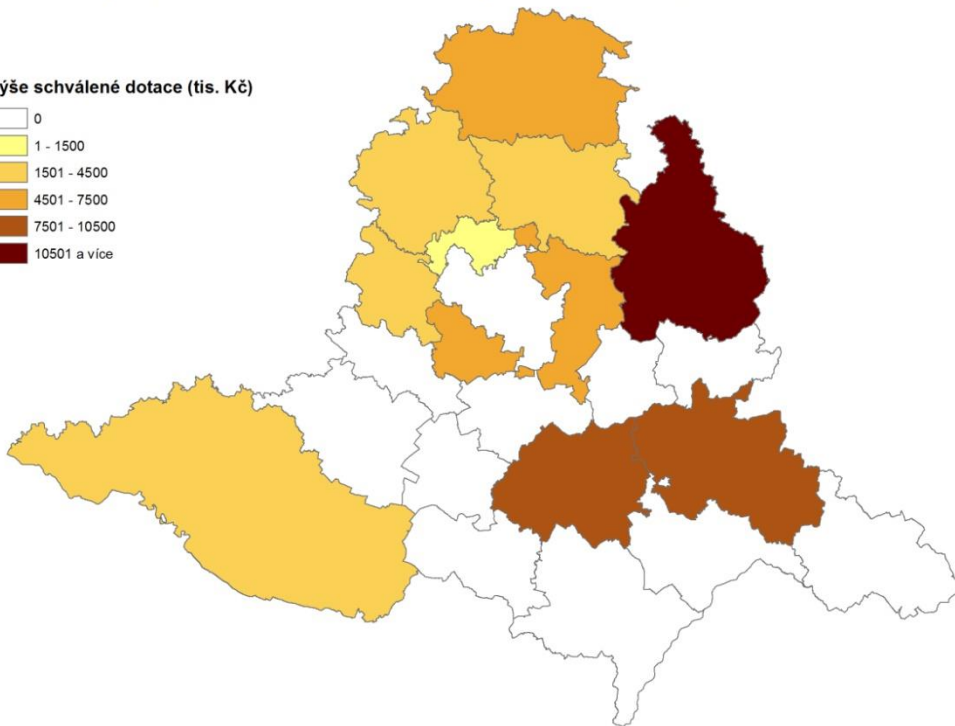 ýše schválené dotace (tis. Kč)
0
1 - 1500
1501 - 4500
4501 - 7500
7501 - 10500
10501 a více